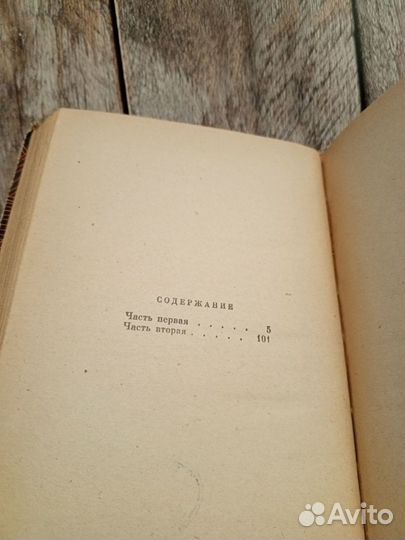 СОДЕРЖАНИЕ
Часть первая . . . . . 5
Часть вторая . . . . . 101
Avito